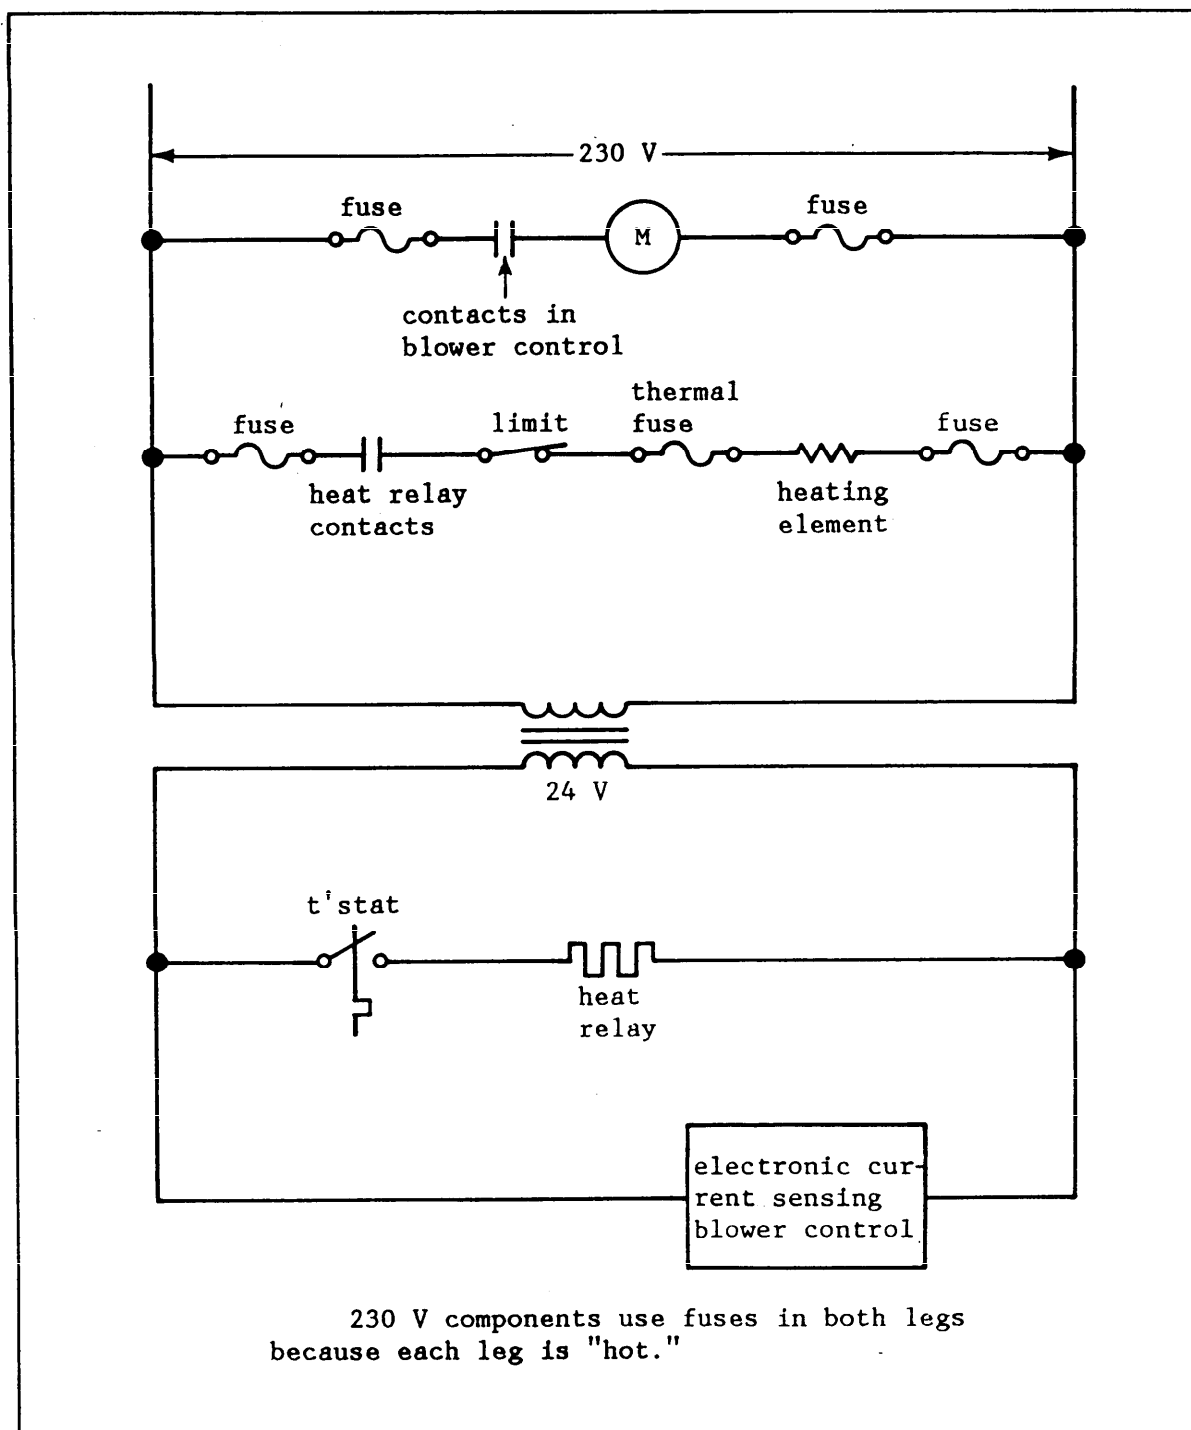 230 V
fuse
fuse
M
contacts in
blower control
fuse
limit
thermal
fuse
fuse
heat relay
contacts
heating
element
24 V
t'stat
heat
relay
electronic cur-
rent sensing
blower control
230 V components use fuses in both legs
because each leg is "hot."